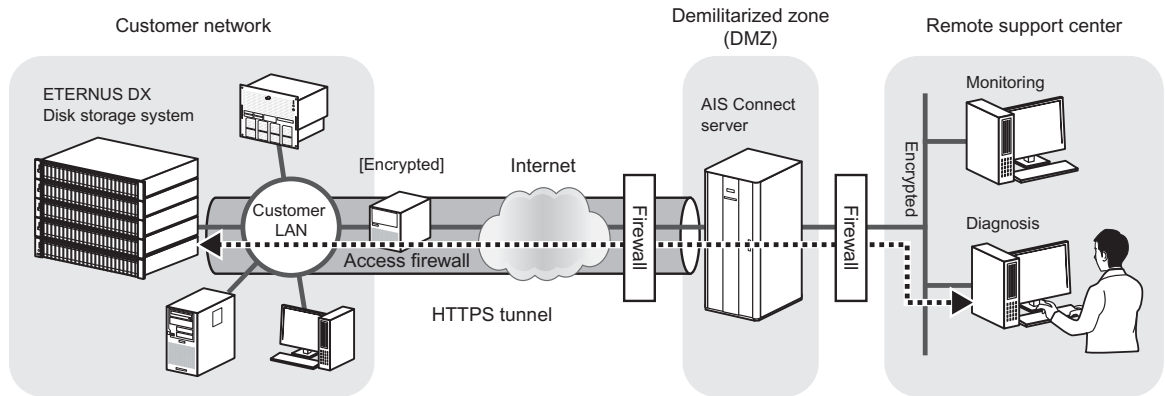 Customer network
Demilitarized zone
(DMZ)
Remote support center
ETERNUS DX
Disk storage system
AIS Connect
server
Monitoring
[Encrypted]
Internet
Encrypted
Customer
LAN
Firewall
Firewall
Diagnosis
Access firewall
HTTPS tunnel